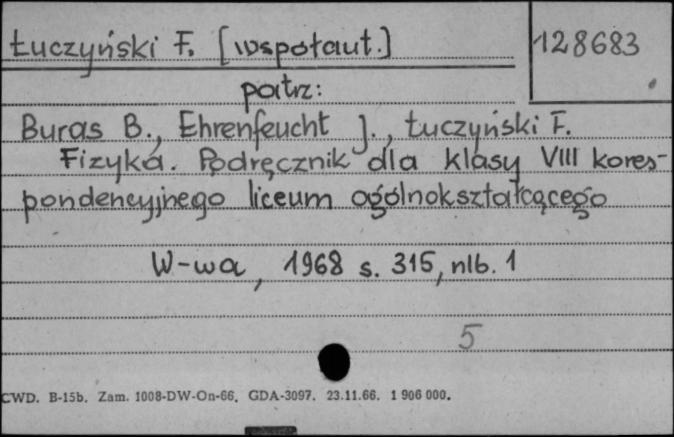 Łuczyński F. [współaut.]
128683
patrz:
Buras B., Ehrenfeucht J., Łuczyński F.
Fizyka. Podręcznik dla klasy VIII kores-
pondencyjnego liceum ogólnokształcącego
W-wa, 1968 s. 315, nlb. 1
5
CWD. B-15b. Zam. 1008-DW-On-66. GDA-3097. 23.11.66. 1 906 000.